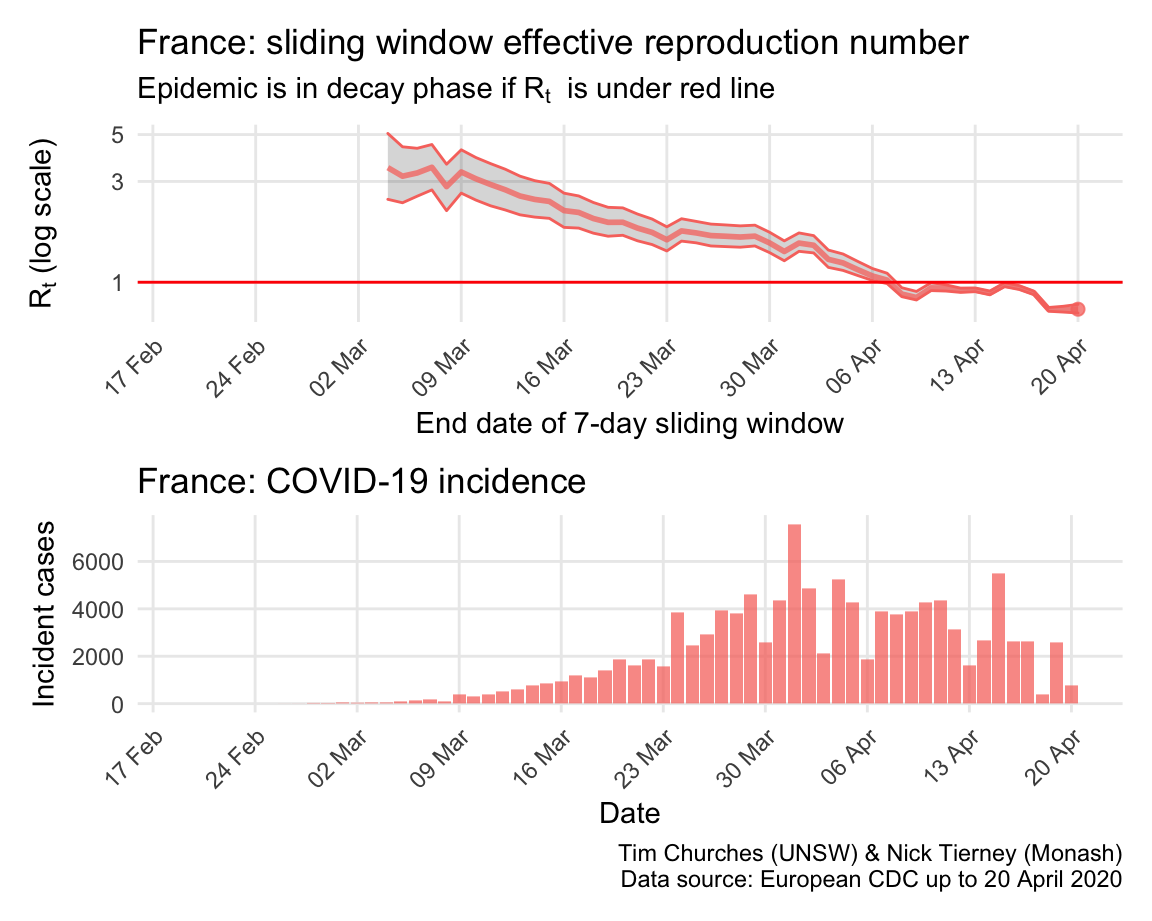 France: sliding window effective reproduction number
Epidemic is in decay phase if Rt is under red line
Rt (log scale)
5
3
1
17 Feb
24 Feb
02 Mar
09 Mar
16 Mar
23 Mar
30 Mar
06 Apr
13 Apr
20 Apr
End date of 7-day sliding window
France: COVID-19 incidence
Incident cases
6000
4000
2000
0
17 Feb
24 Feb
02 Mar
09 Mar
16 Mar
23 Mar
30 Mar
06 Apr
13 Apr
20 Apr
Date
Tim Churches (UNSW) & Nick Tierney (Monash)
Data source: European CDC up to 20 April 2020